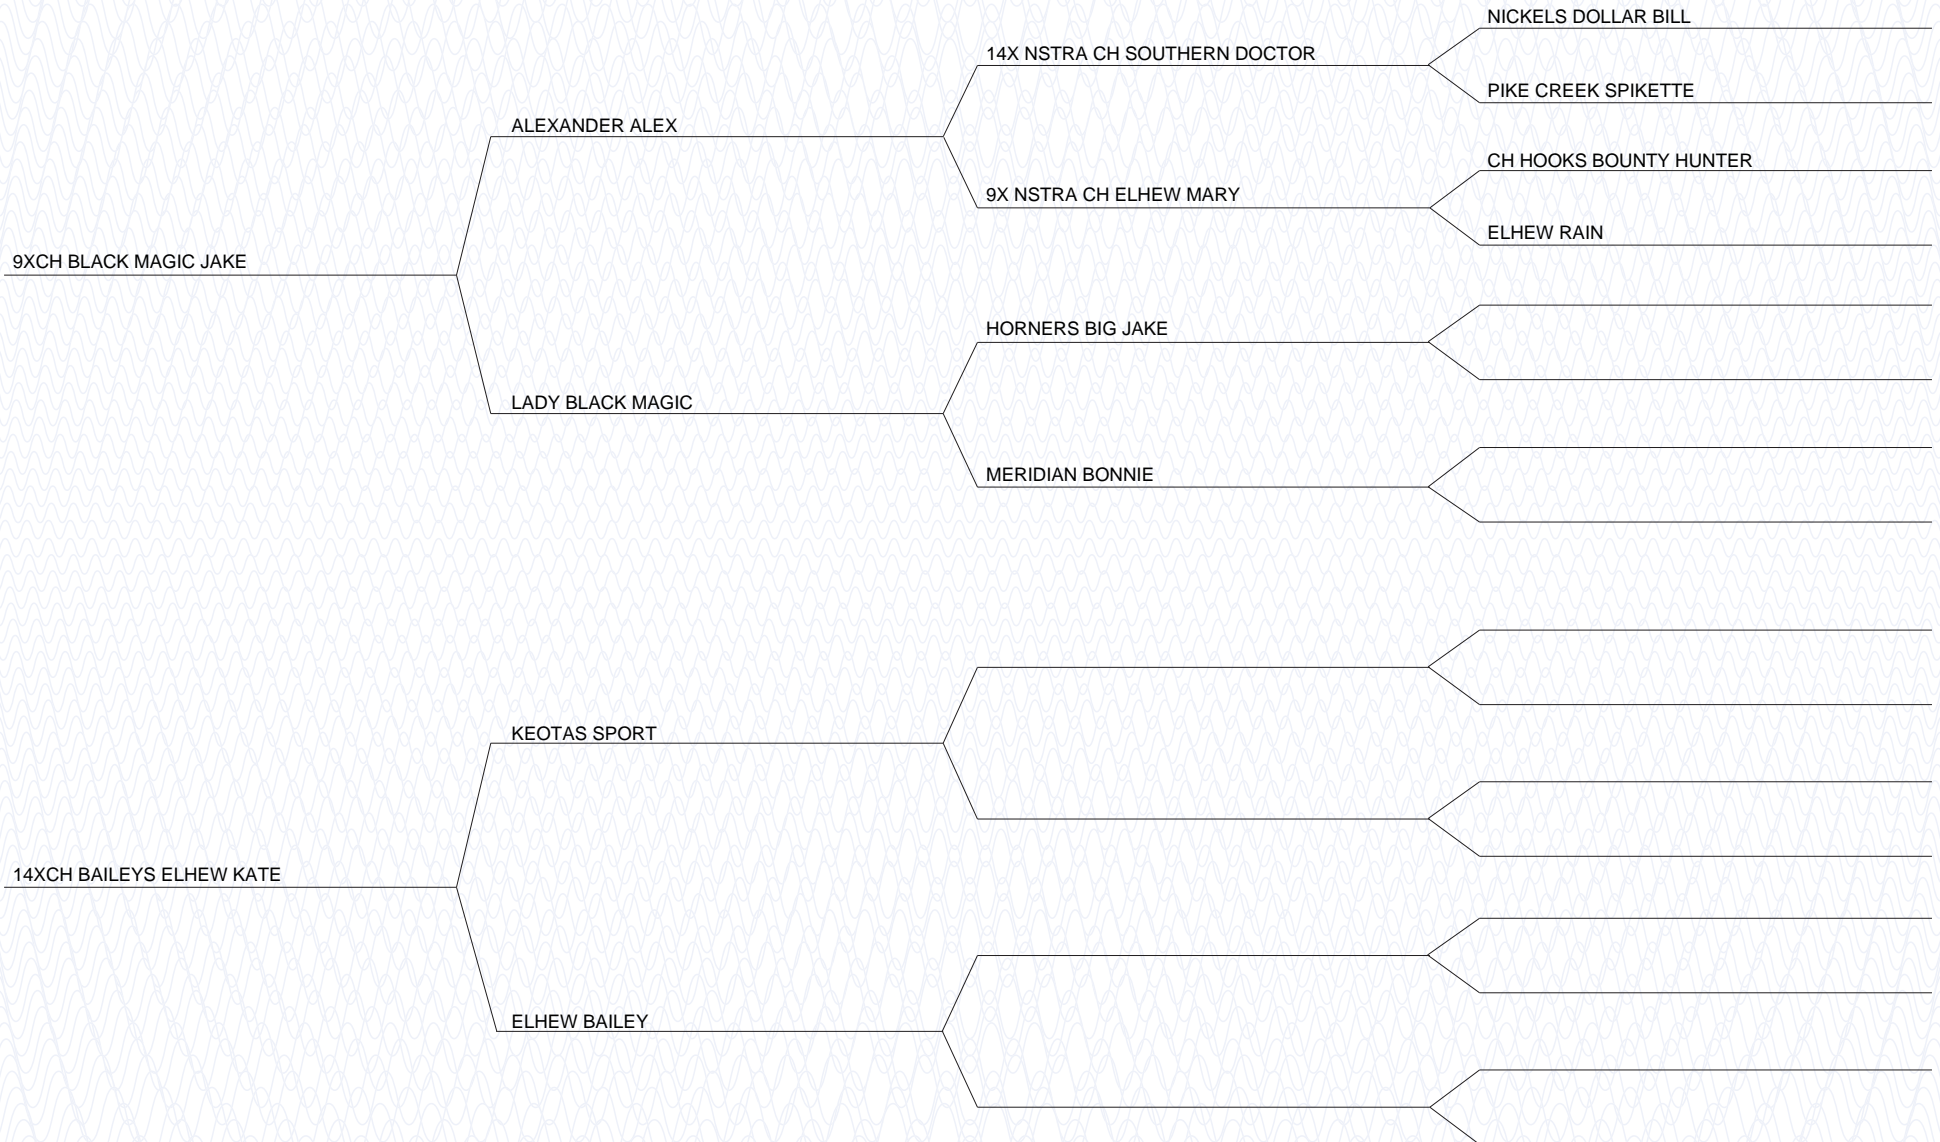 NICKELS DOLLAR BILL
14X NSTRA CH SOUTHERN DOCTOR
PIKE CREEK SPIKETTE
ALEXANDER ALEX
CH HOOKS BOUNTY HUNTER
9X NSTRA CH ELHEW MARY
ELHEW RAIN
9XCH BLACK MAGIC JAKE
HORNERS BIG JAKE
LADY BLACK MAGIC
MERIDIAN BONNIE
KEOTAS SPORT
14XCH BAILEYS ELHEW KATE
ELHEW BAILEY